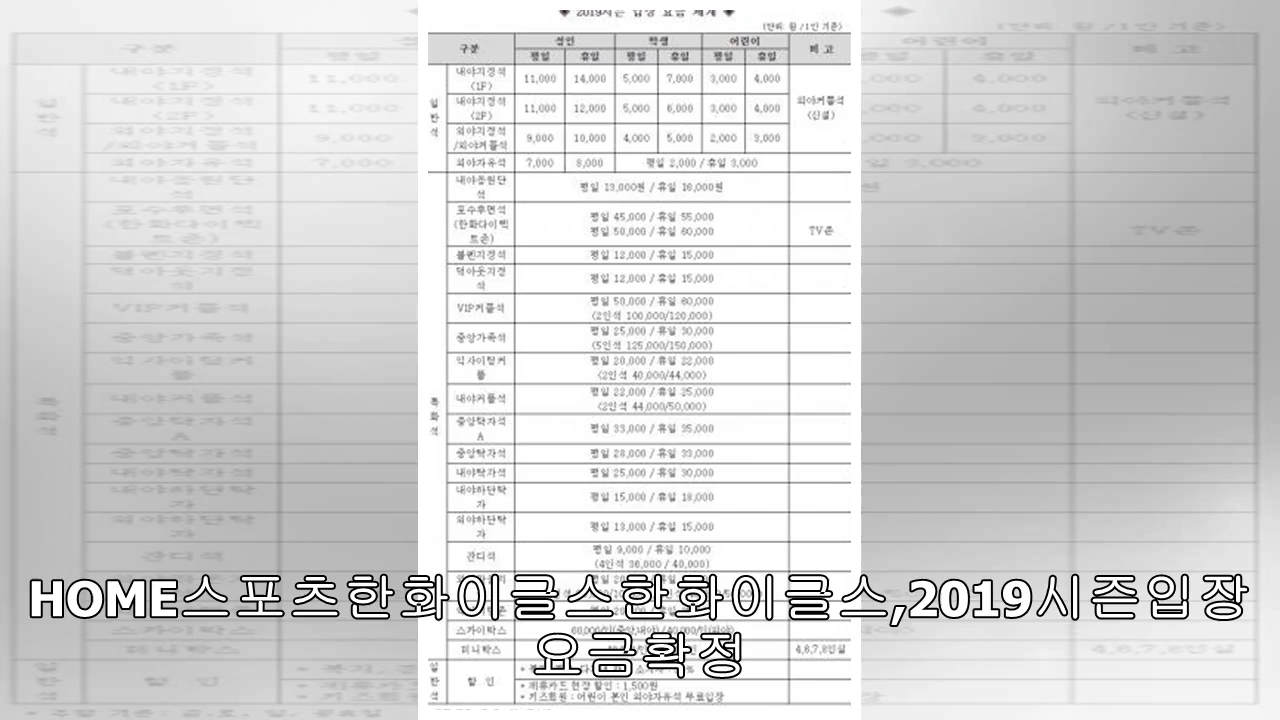 ◆ 2019시즌 입장 요금 체계 ◆
(단위: 원 /1인 기준)
구분 성인 학생 어린이 비 고
평일 휴일 평일 휴일 평일 휴일
일반석
내야지정석 (1F) 11,000 14,000 5,000 7,000 3,000 4,000
내야지정석 (2F) 11,000 12,000 5,000 6,000 3,000 4,000
외야커플석 (신설)
외야지정석 /외야커플석 9,000 10,000 4,000 5,000 2,000 3,000
외야자유석 7,000 8,000 평일 2,000 / 휴일 3,000
특화석
내야응원단석 평일 13,000원 / 휴일 16,000원
포수후면석 (한화다이렉트존) 평일 45,000 / 휴일 55,000
평일 50,000 / 휴일 60,000 TV존
불펜지정석 평일 12,000 / 휴일 15,000
덕아웃지정석 평일 12,000 / 휴일 15,000
VIP커플석 평일 50,000 / 휴일 60,000
(2인석 100,000/120,000)
중앙가족석 평일 25,000 / 휴일 30,000
(5인석 125,000/150,000)
익사이팅커플 평일 20,000 / 휴일 22,000
(2인석 40,000/44,000)
내야커플석 평일 22,000 / 휴일 25,000
(2인석 44,000/50,000)
중앙탁자석 A 평일 33,000 / 휴일 35,000
중앙탁자석 평일 28,000 / 휴일 33,000
내야탁자석 평일 25,000 / 휴일 30,000
내야하단탁자 평일 15,000 / 휴일 18,000
외야하단탁자 평일 13,000 / 휴일 15,000
잔디석 평일 9,000 / 휴일 10,000
(4인석 36,000 / 40,000)
HOME스포츠한화이글스한화이글스,2019시즌입장
요금확정
스카이박스
미니박스 4,6,7,8인실
일반석 할 인
* 제휴카드 현장 할인 : 1,500원
* 키즈회원 : 어린이 본인 외야자유석 무료입장